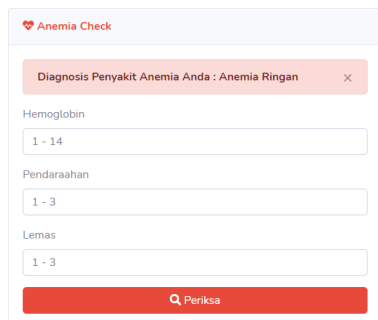 Anemia Check
Diagnosis Penyakit Anemia Anda : Anemia Ringan ×
Hemoglobin
1 - 14
Pendaraahan
1 - 3
Lemas
1 - 3
Periksa